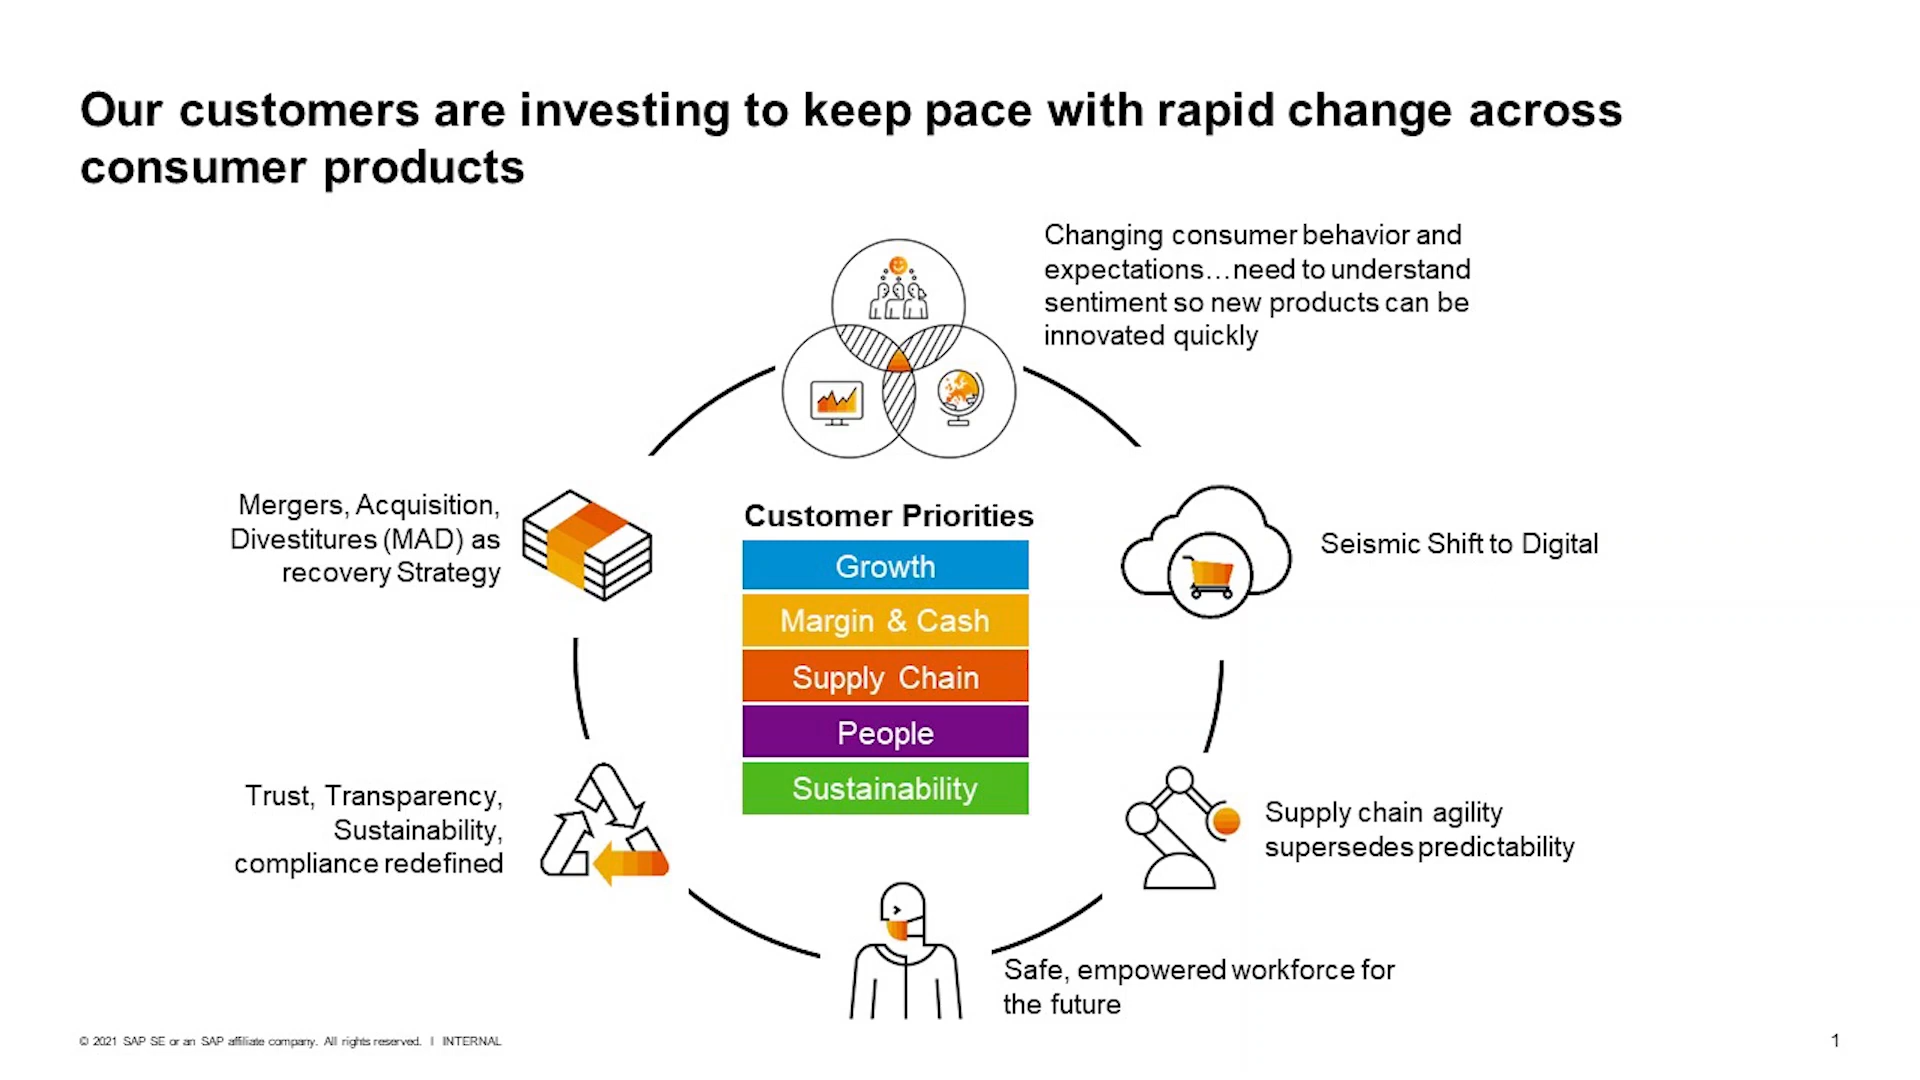 Our customers are investing to keep pace with rapid change across
consumer products
Changing consumer behavior and
expectations…need to understand
sentiment so new products can be
innovated quickly
Mergers, Acquisition,
Divestitures (MAD) as
recovery Strategy
Customer Priorities
Growth
Margin & Cash
Supply Chain
People
Sustainability
Seismic Shift to Digital
Trust, Transparency,
Sustainability,
compliance redefined
Supply chain agility
supersedes predictability
Safe, empowered workforce for
the future
© 2021 SAP SE or an SAP affiliate company. All rights reserved. I INTERNAL
1